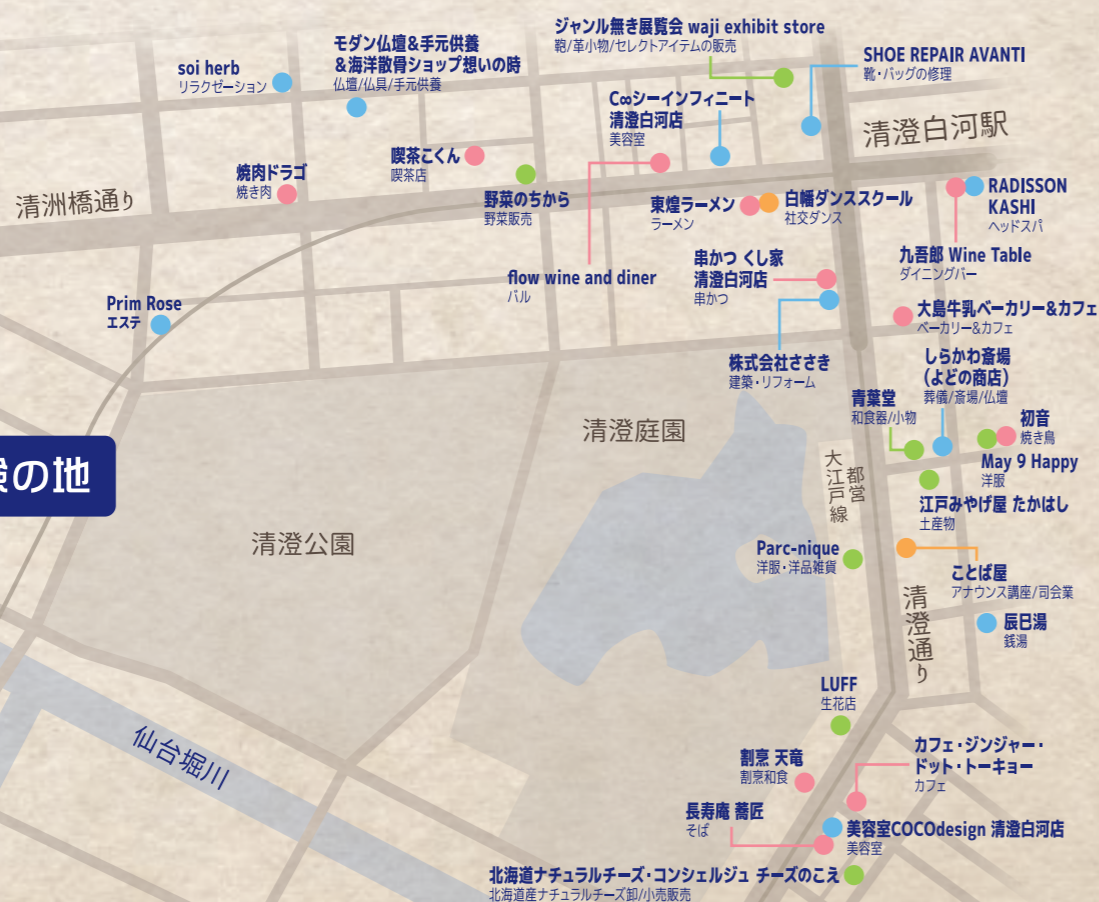 ジャンル無き展覧会 waji exhibit store
鞄/革小物/セレクトアイテムの販売
モダン仏壇&手元供養
&海洋散骨ショップ想いの時
仏壇/仏具/手元供養
soi herb
リラクゼーション
SHOE REPAIR AVANTI
靴・バッグの修理
C∞シーインフィニート
清澄白河店
美容室
清澄白河駅
喫茶こくん
喫茶店
焼肉ドラゴ
焼き肉
清洲橋通り
野菜のちから
野菜販売
東煌ラーメン
ラーメン
白幡ダンススクール
社交ダンス
RADISSON
KASHI
ヘッドスパ
九吾郎 Wine Table
ダイニングバー
flow wine and diner
バル
串かつ くし家
清澄白河店
串かつ
Prim Rose
エステ
大島牛乳ベーカリー&カフェ
ベーカリー&カフェ
株式会社ささき
建築・リフォーム
しらかわ斎場
(よどの商店)
葬儀/斎場/仏壇
青葉堂
和食器/小物
初音
焼き鳥
May 9 Happy
洋服
清澄庭園
の地
都営
大江戸線
江戸みやげ屋 たかはし
土産物
清澄公園
Parc-nique
洋服・洋品雑貨
ことば屋
アナウンス講座/司会業
清澄通り
辰巳湯
銭湯
LUFF
生花店
仙台堀川
割烹 天竜
割烹和食
カフェ・ジンジャー・
ドット・トーキョー
カフェ
長寿庵 蕎匠
そば
美容室COCOdesign 清澄白河店
美容室
北海道ナチュラルチーズ・コンシェルジュ チーズのこえ
北海道産ナチュラルチーズ卸/小売販売